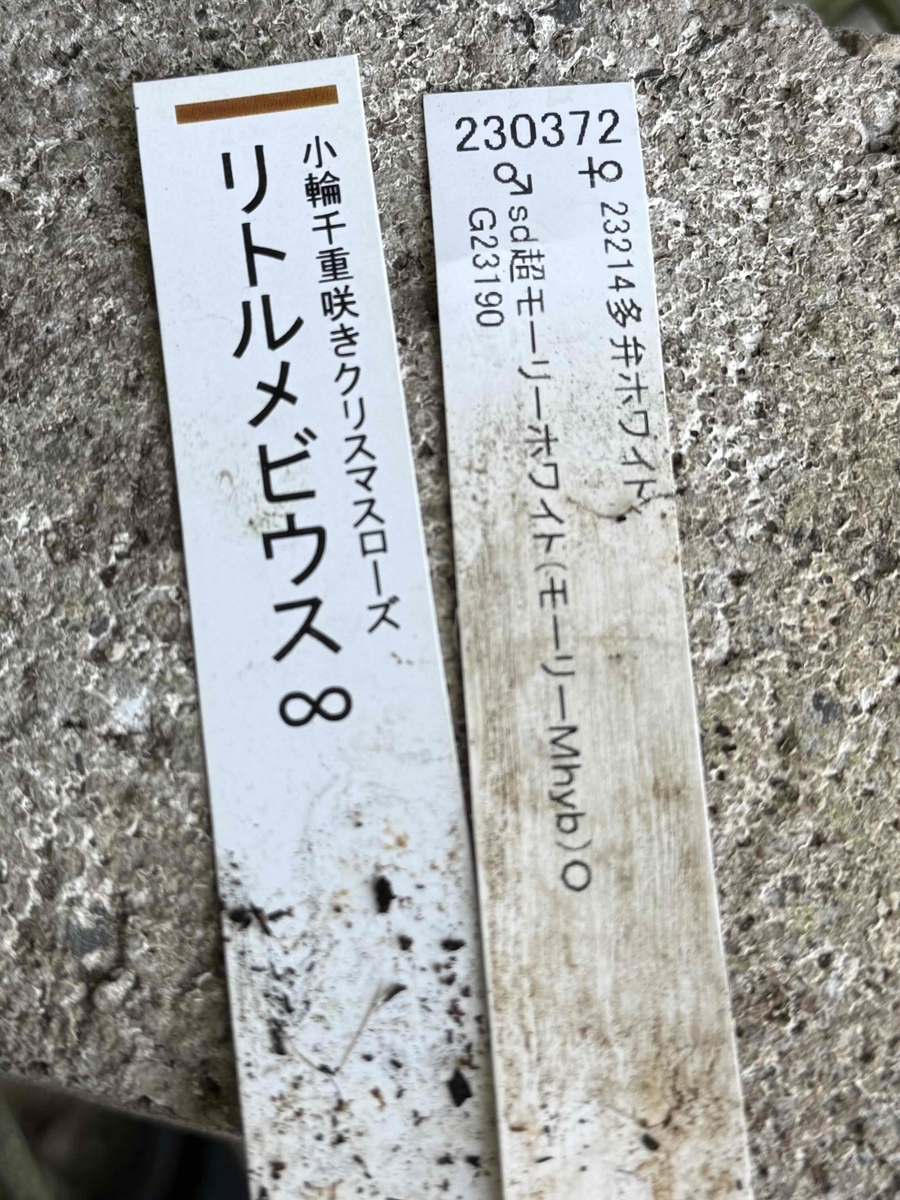 小輪千重咲きクリスマスローズ
リトルメビウス∞
230372
♀23214多弁ホワイト
♂sd超モーリーホワイト(モーリーMhyb)○
G23190